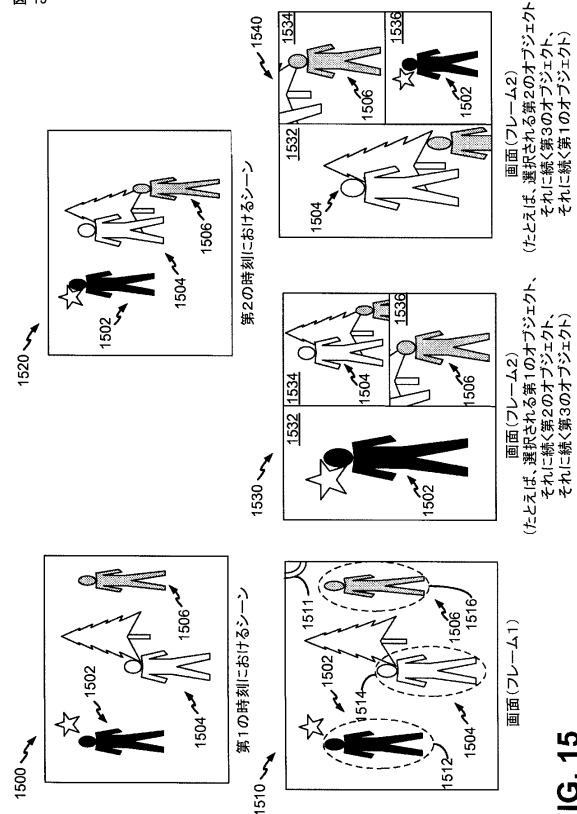 図 15
1500
1502
1504
1506
第1の時刻におけるシーン
1520
1502
1504
1506
第2の時刻におけるシーン
1510
1511
1502
1514
1512
1504
1506
1516
画面(フレーム1)
1530
1532
1534
1504
1536
1502
1506
画面(フレーム2)
(たとえば、選択される第1のオブジェクト、
それに続く第2のオブジェクト、
それに続く第3のオブジェクト)
1540
1532
1534
1506
1536
1504
1502
画面(フレーム2)
(たとえば、選択される第2のオブジェクト
それに続く第3のオブジェクト、
それに続く第1のオブジェクト)
IG. 15